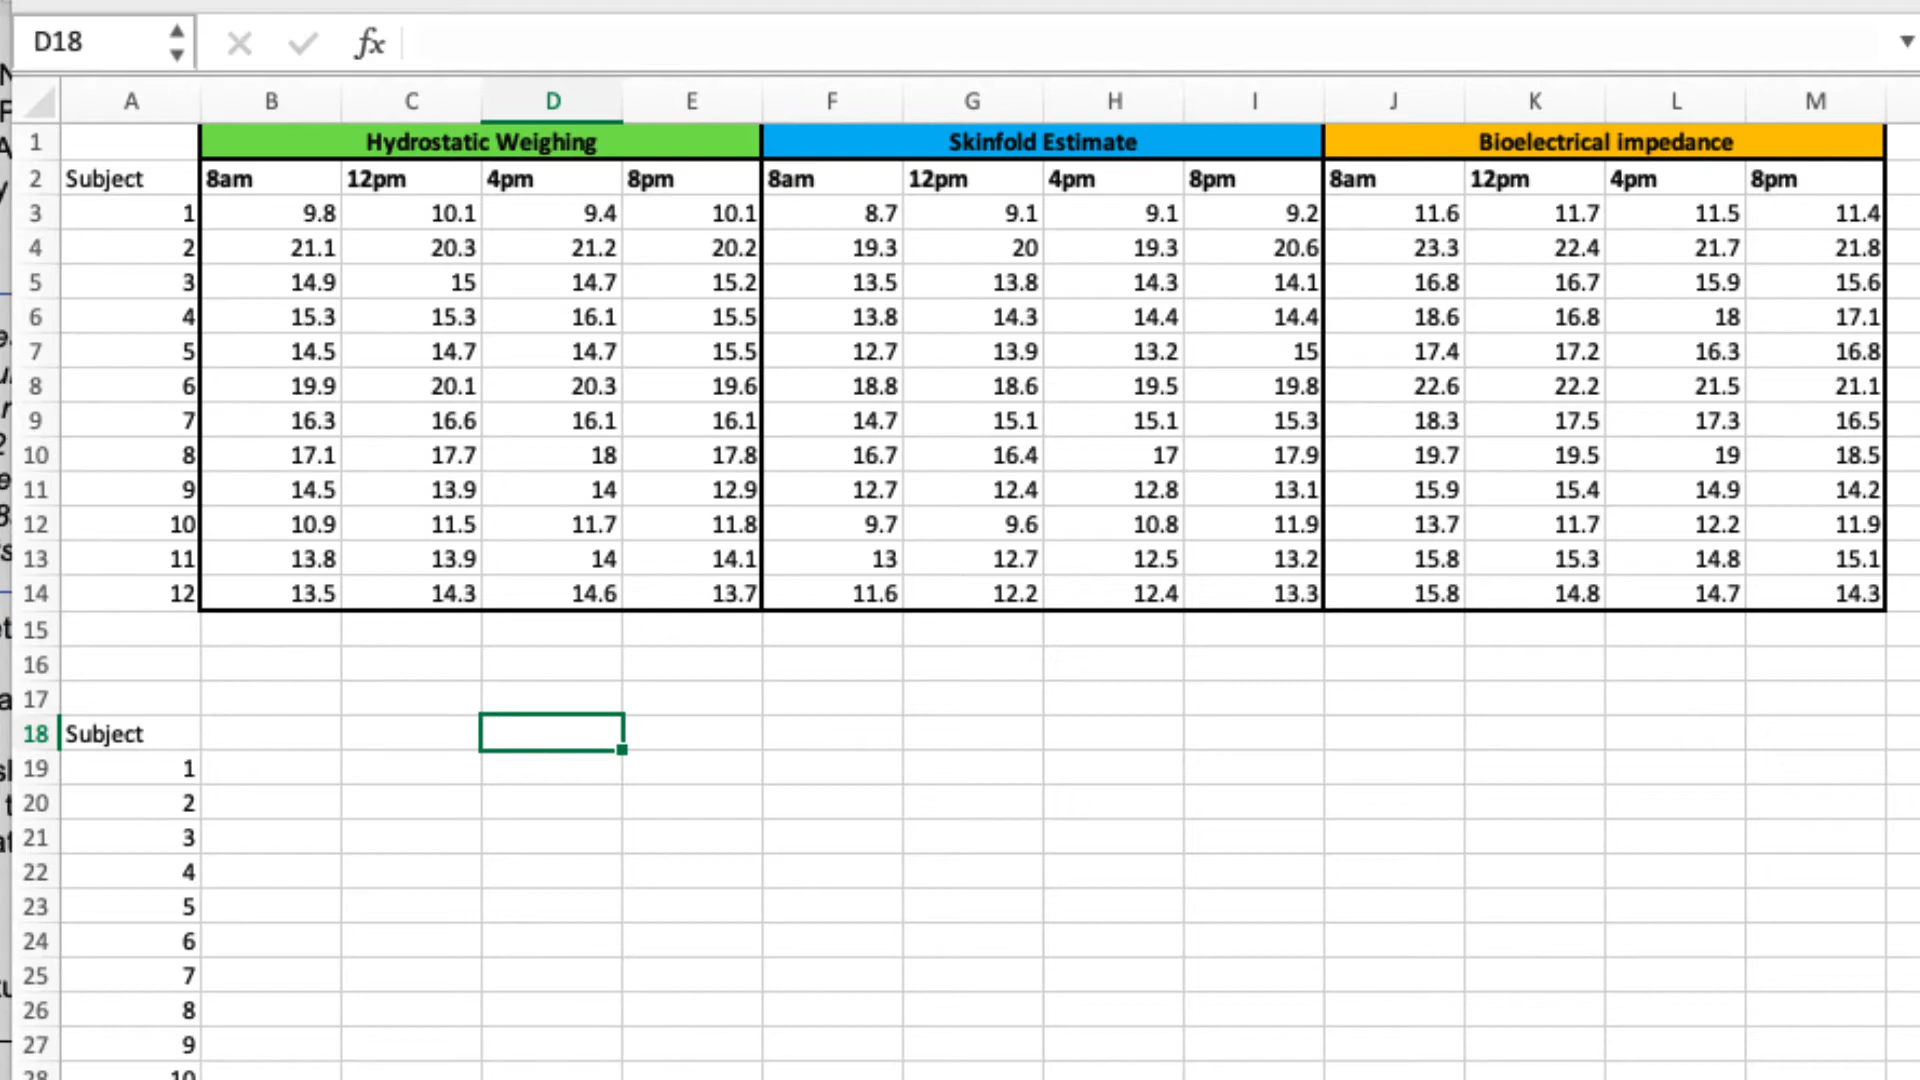 D18 fx
A B C D E F G H I J K L M
1 Hydrostatic Weighing Skinfold Estimate Bioelectrical impedance
2 Subject 8am 12pm 4pm 8pm 8am 12pm 4pm 8pm 8am 12pm 4pm 8pm
3 1 9.8 10.1 9.4 10.1 8.7 9.1 9.1 9.2 11.6 11.7 11.5 11.4
4 2 21.1 20.3 21.2 20.2 19.3 20 19.3 20.6 23.3 22.4 21.7 21.8
5 3 14.9 15 14.7 15.2 13.5 13.8 14.3 14.1 16.8 16.7 15.9 15.6
6 4 15.3 15.3 16.1 15.5 13.8 14.3 14.4 14.4 18.6 16.8 18 17.1
7 5 14.5 14.7 14.7 15.5 12.7 13.9 13.2 15 17.4 17.2 16.3 16.8
8 6 19.9 20.1 20.3 19.6 18.8 18.6 19.5 19.8 22.6 22.2 21.5 21.1
9 7 16.3 16.6 16.1 16.1 14.7 15.1 15.1 15.3 18.3 17.5 17.3 16.5
10 8 17.1 17.7 18 17.8 16.7 16.4 17 17.9 19.7 19.5 19 18.5
11 9 14.5 13.9 14 12.9 12.7 12.4 12.8 13.1 15.9 15.4 14.9 14.2
12 10 10.9 11.5 11.7 11.8 9.7 9.6 10.8 11.9 13.7 11.7 12.2 11.9
13 11 13.8 13.9 14 14.1 13 12.7 12.5 13.2 15.8 15.3 14.8 15.1
14 12 13.5 14.3 14.6 13.7 11.6 12.2 12.4 13.3 15.8 14.8 14.7 14.3
15
16
17
18 Subject
19 1
20 2
21 3
22 4
23 5
24 6
25 7
26 8
27 9
28 10